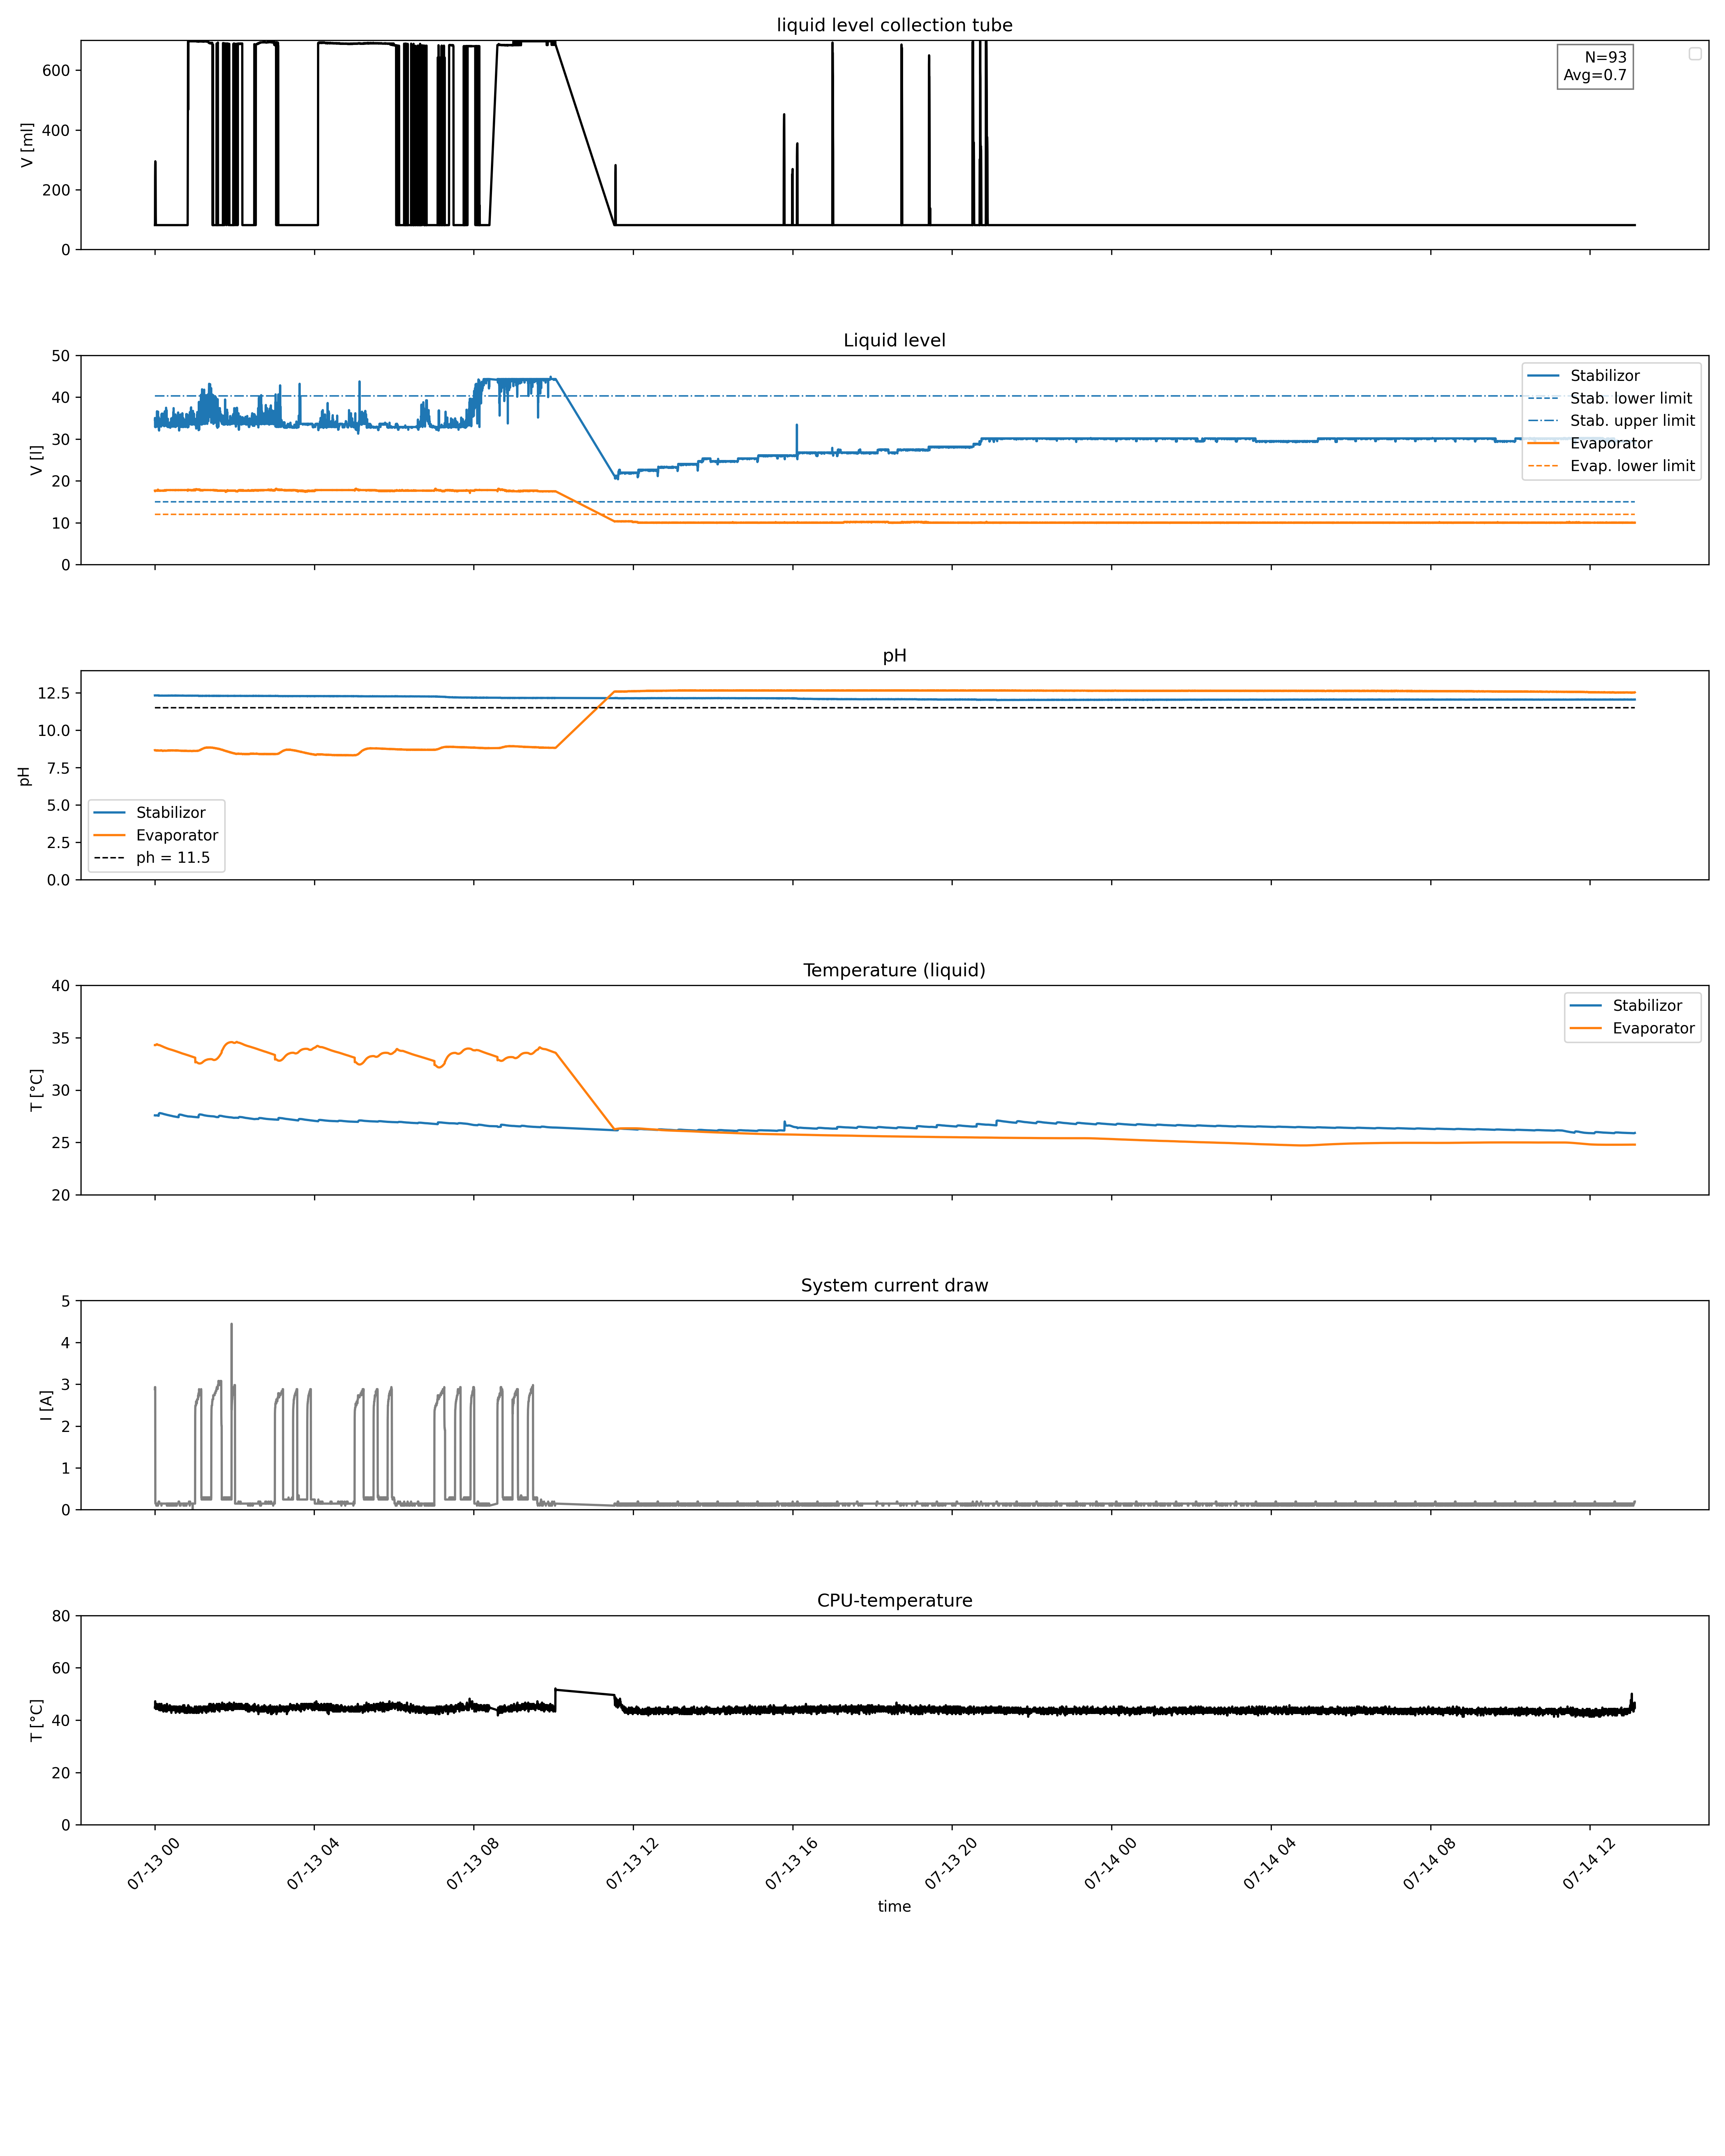 liquid level collection tube
N=93
Avg=0.7
V [ml]
600
400
200
0
Liquid level
V [l]
50
40
30
20
10
0
Stabilizor
Stab. lower limit
Stab. upper limit
Evaporator
Evap. lower limit
pH
pH
12.5
10.0
7.5
5.0
2.5
0.0
Stabilizor
Evaporator
ph = 11.5
Temperature (liquid)
T [°C]
40
35
30
25
20
Stabilizor
Evaporator
System current draw
I [A]
5
4
3
2
1
0
CPU-temperature
T [°C]
80
60
40
20
0
07-13 00
07-13 04
07-13 08
07-13 12
07-13 16
07-13 20
07-14 00
07-14 04
07-14 08
07-14 12
time